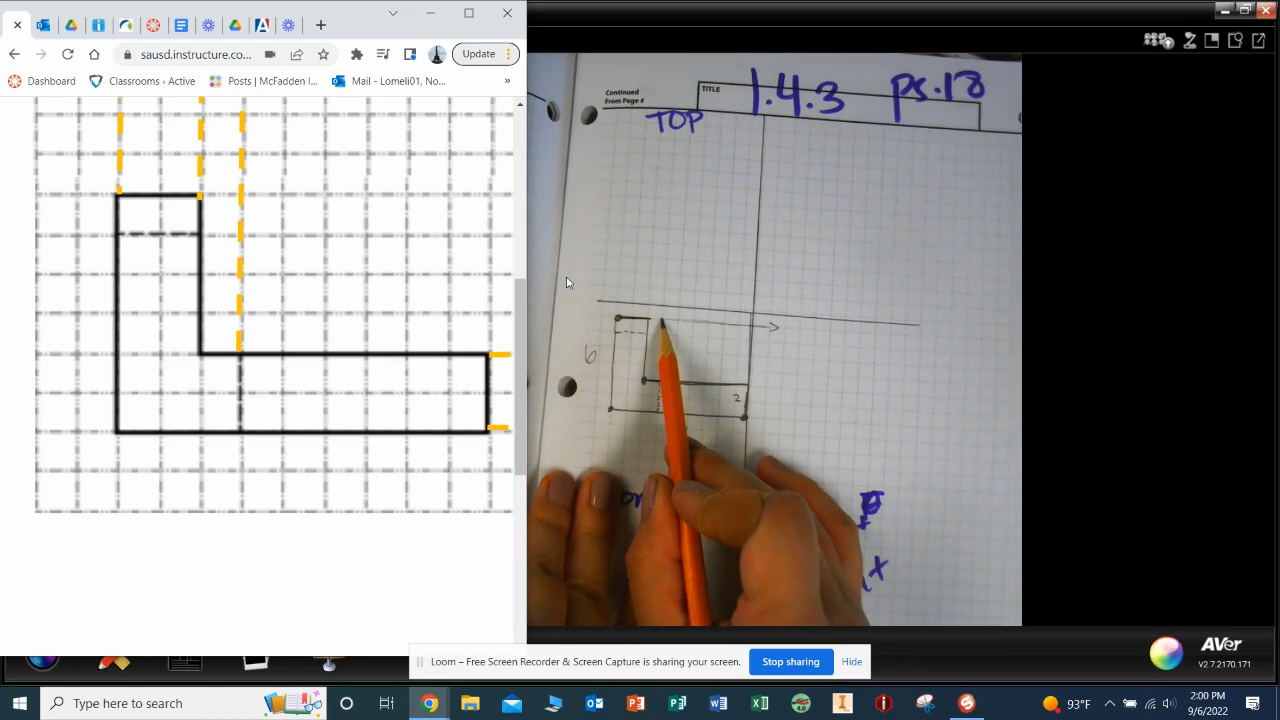 sausd.instructure.co...
Update
Dashboard
Classrooms › Active
Posts | McFadden I...
Mail - Lomeli01, No...
»
Continued
From Page #
TITLE
1.4.3 pg.18
TOP
6
2
x
Loom – Free Screen Recorder & Screen Capture is sharing your screen.
Stop sharing
Hide
AVer
v2.7.2170.171
Type here to search
93°F
2:00 PM
9/6/2022